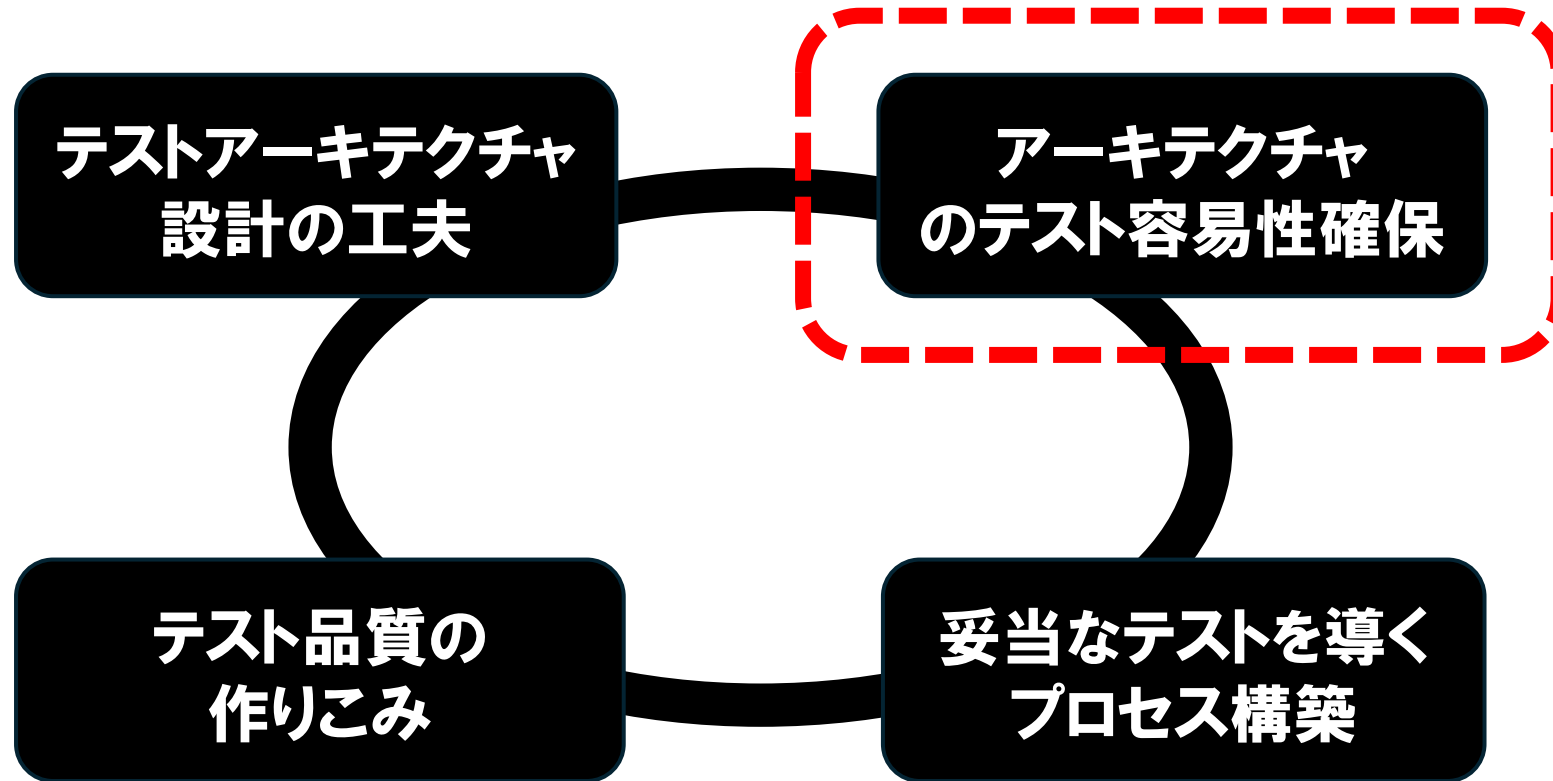 テストアーキテクチャ
設計の工夫
アーキテクチャ
のテスト容易性確保
テスト品質の
作りこみ
妥当なテストを導く
プロセス構築